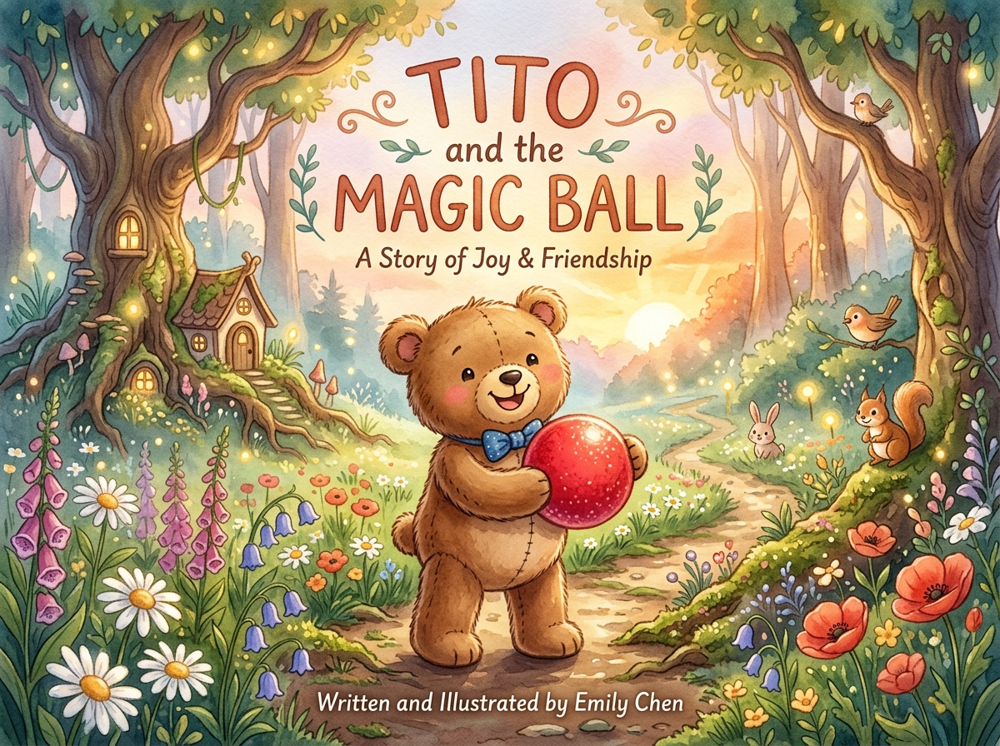 TITO
and the
MAGIC BALL
A Story of Joy & Friendship
Written and Illustrated by Emily Chen